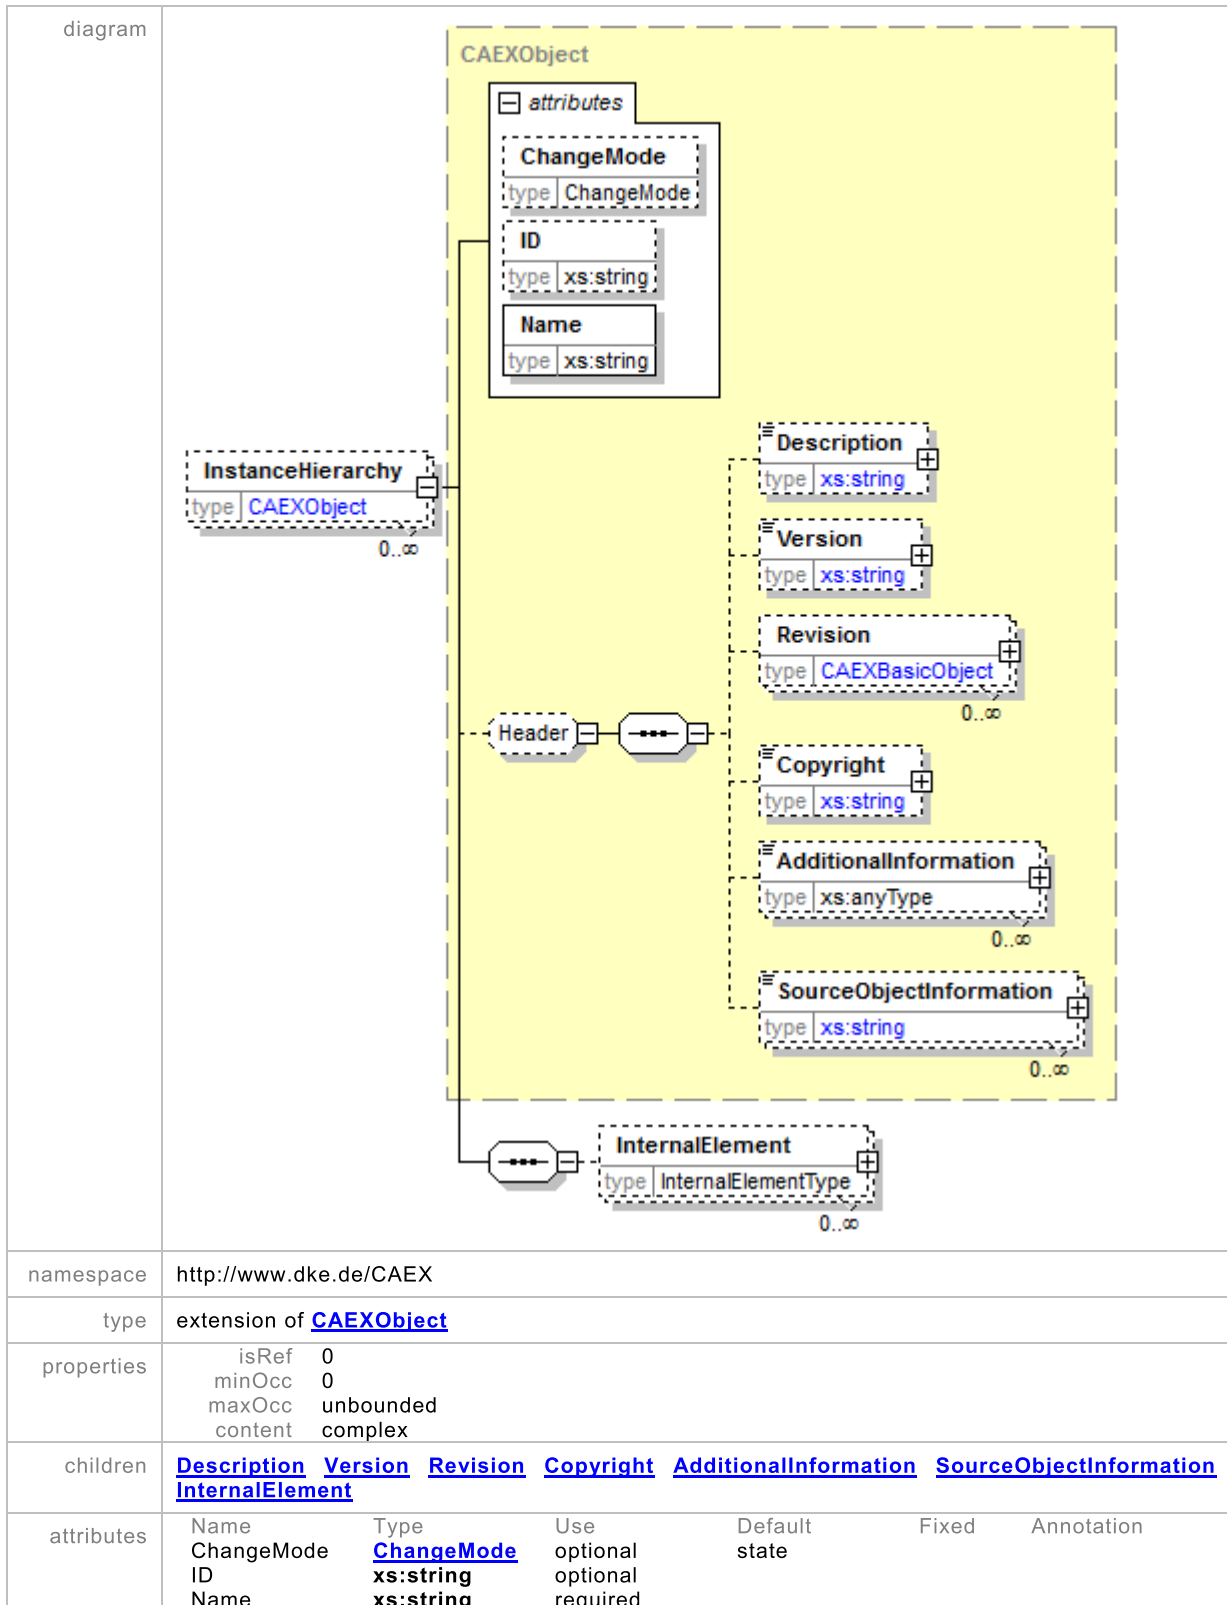 diagram
CAEXObject
attributes
ChangeMode
type ChangeMode
ID
type xs:string
Name
type xs:string
InstanceHierarchy
type CAEXObject
0..∞
Description
type xs:string
Version
type xs:string
Revision
type CAEXBasicObject
0..∞
Header
Copyright
type xs:string
AdditionalInformation
type xs:anyType
0..∞
SourceObjectInformation
type xs:string
0..∞
InternalElement
type InternalElementType
0..∞
namespace http://www.dke.de/CAEX
type extension of CAEXObject
properties
isRef 0
minOcc 0
maxOcc unbounded
content complex
children Description Version Revision Copyright AdditionalInformation SourceObjectInformation
InternalElement
attributes Name Type Use Default Fixed Annotation
ChangeMode ChangeMode optional state
ID xs:string optional
Name xs:string required